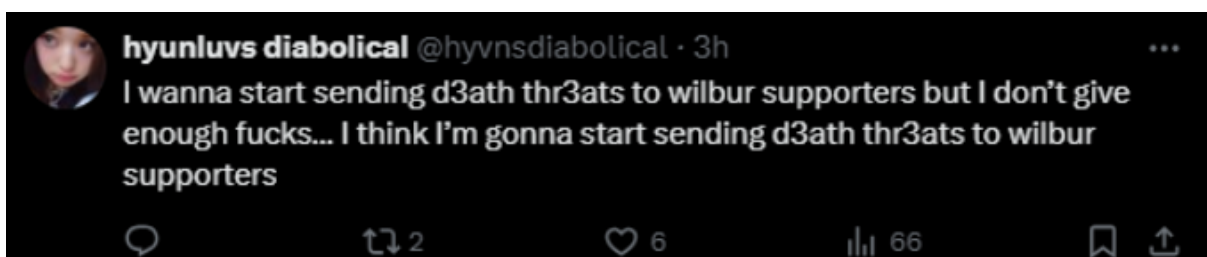 hyunluvs diabolical @hyvnsdiabolical · 3h
I wanna start sending d3ath thr3ats to wilbur supporters but I don’t give
enough fucks... I think I’m gonna start sending d3ath thr3ats to wilbur
supporters
2 6 66